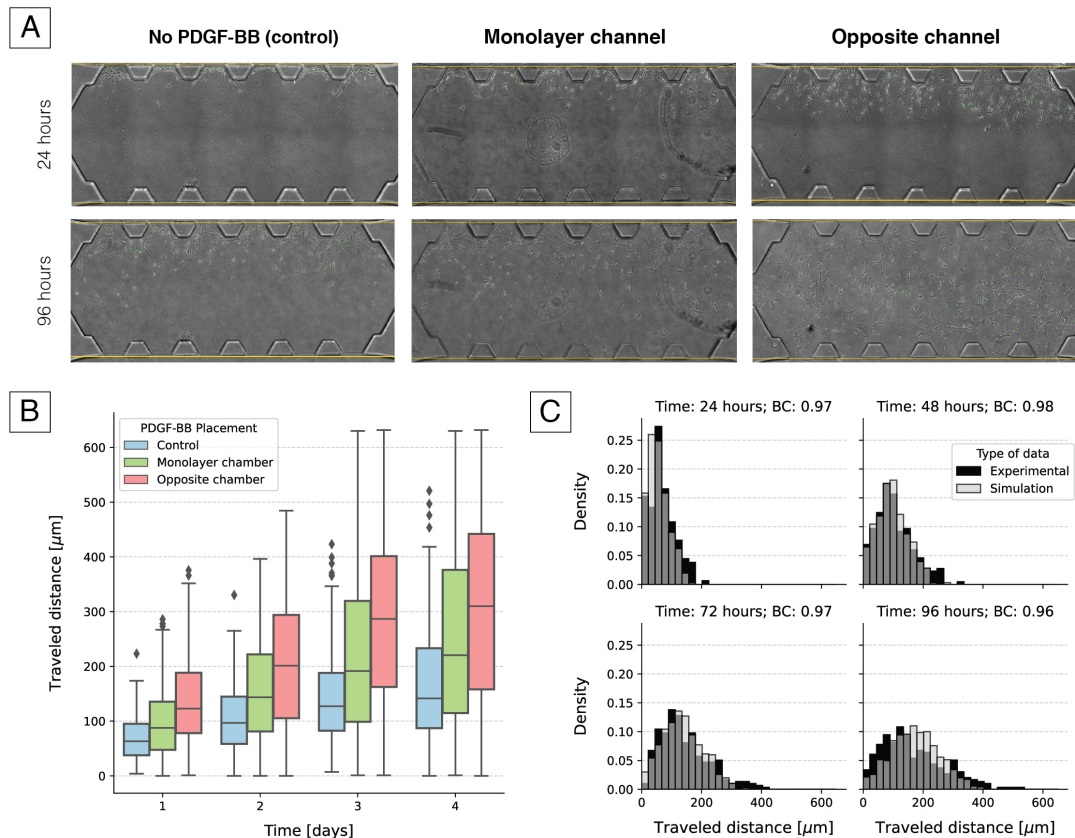 A
No PDGF-BB (control)
Monolayer channel
Opposite channel
24 hours
96 hours
B
PDGF-BB Placement
Control
Monolayer chamber
Opposite chamber
Traveled distance [μm]
600
500
400
300
200
100
0
1
2
3
4
Time [days]
C
Time: 24 hours; BC: 0.97
Time: 48 hours; BC: 0.98
Type of data
Experimental
Simulation
Density
0.25
0.20
0.15
0.10
0.05
0.00
Time: 72 hours; BC: 0.97
Time: 96 hours; BC: 0.96
Density
0.25
0.20
0.15
0.10
0.05
0.00
0
200
400
600
0
200
400
600
Traveled distance [μm]
Traveled distance [μm]